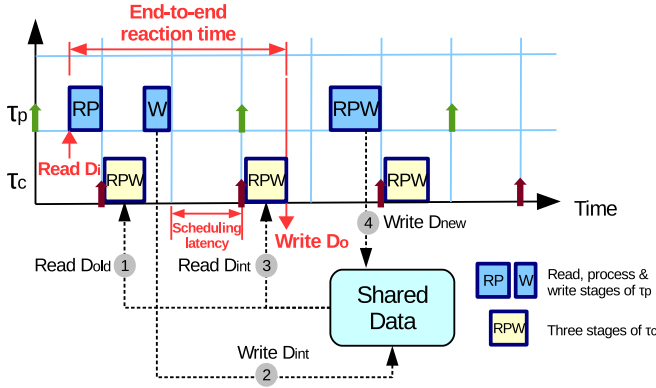 End-to-end
reaction time
τp
RP
W
RPW
Read Di
τc
RPW
RPW
RPW
Time
Scheduling
latency
Write Do
4 Write Dnew
Read Dold 1
Read Dint 3
Shared
Data
RP W Read, process &
write stages of τp
RPW Three stages of τc
Write Dint
2